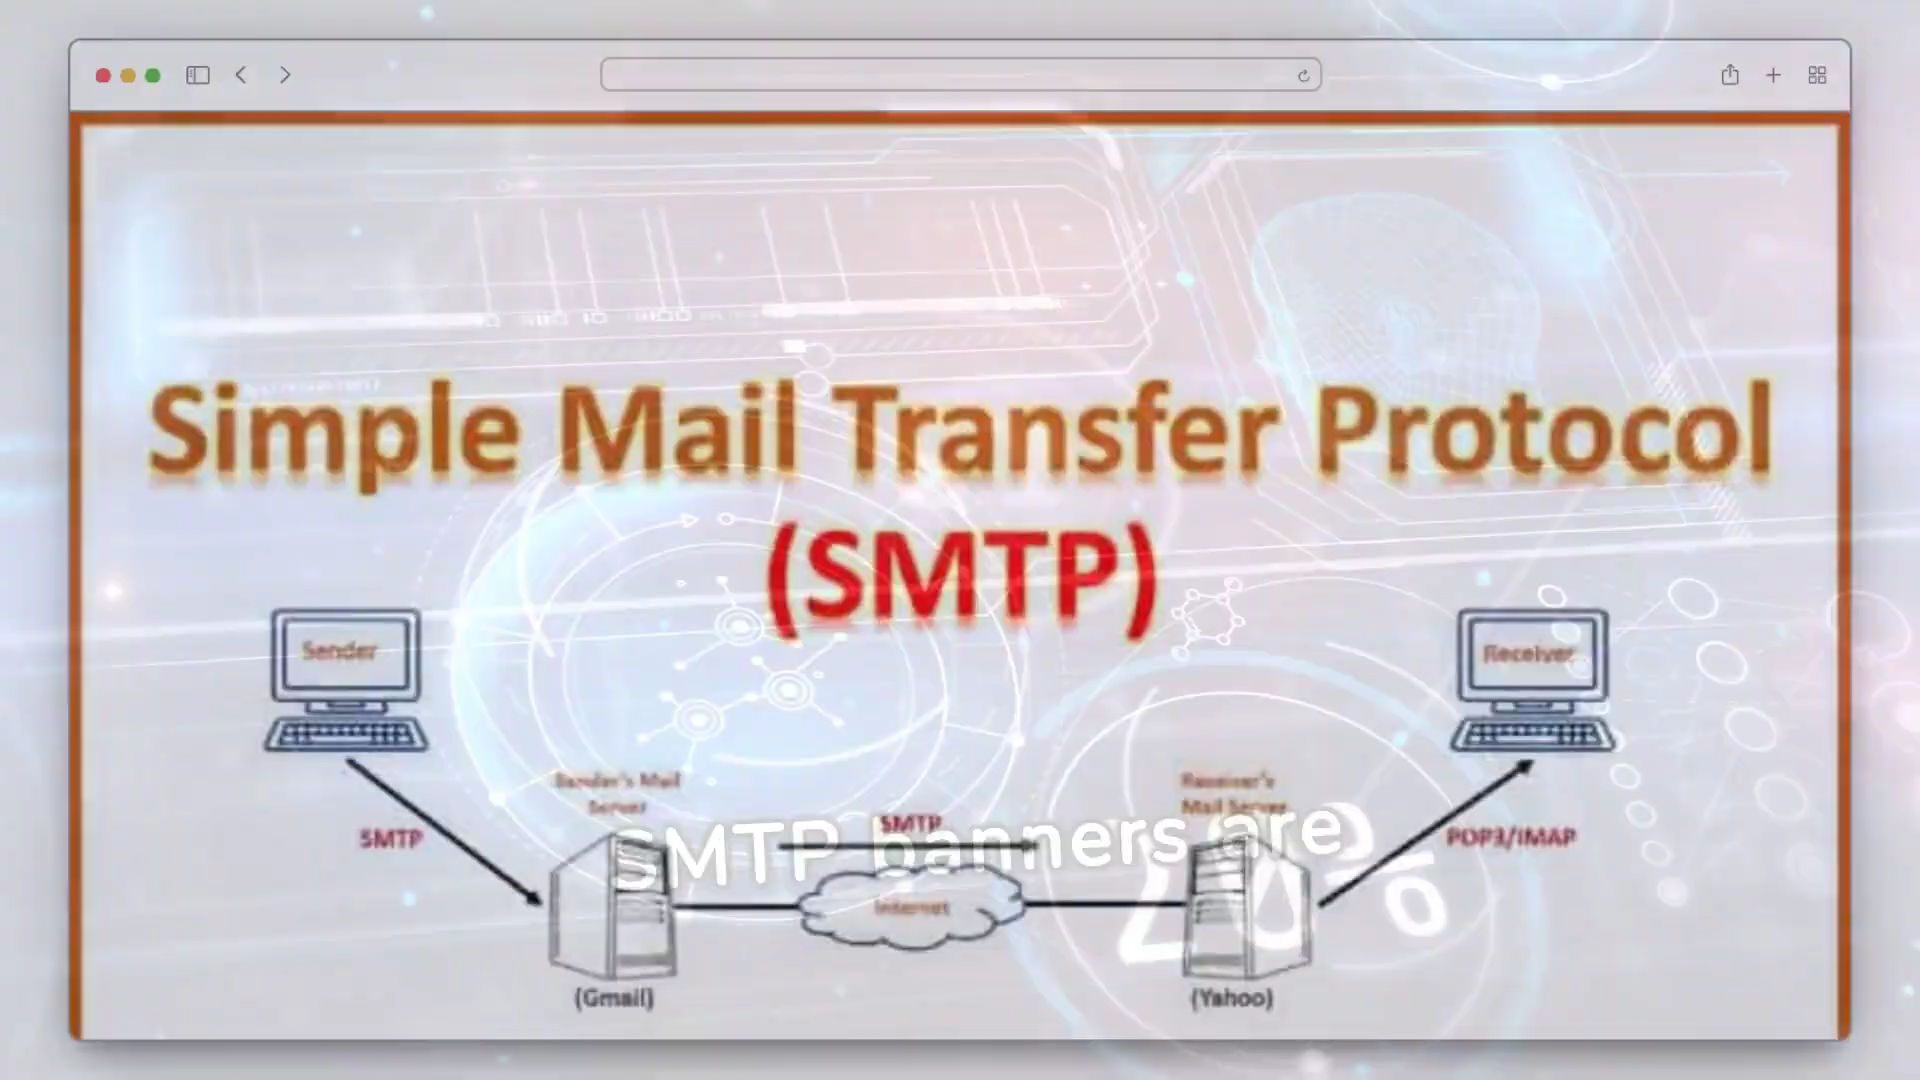 Simple Mail Transfer Protocol
(SMTP)
Sender
Receiver
Sender's Mail
Server
Receiver's
Mail Server
SMTP
SMTP
POP3/IMAP
SMTP banners are
Internet
(Gmail)
(Yahoo)